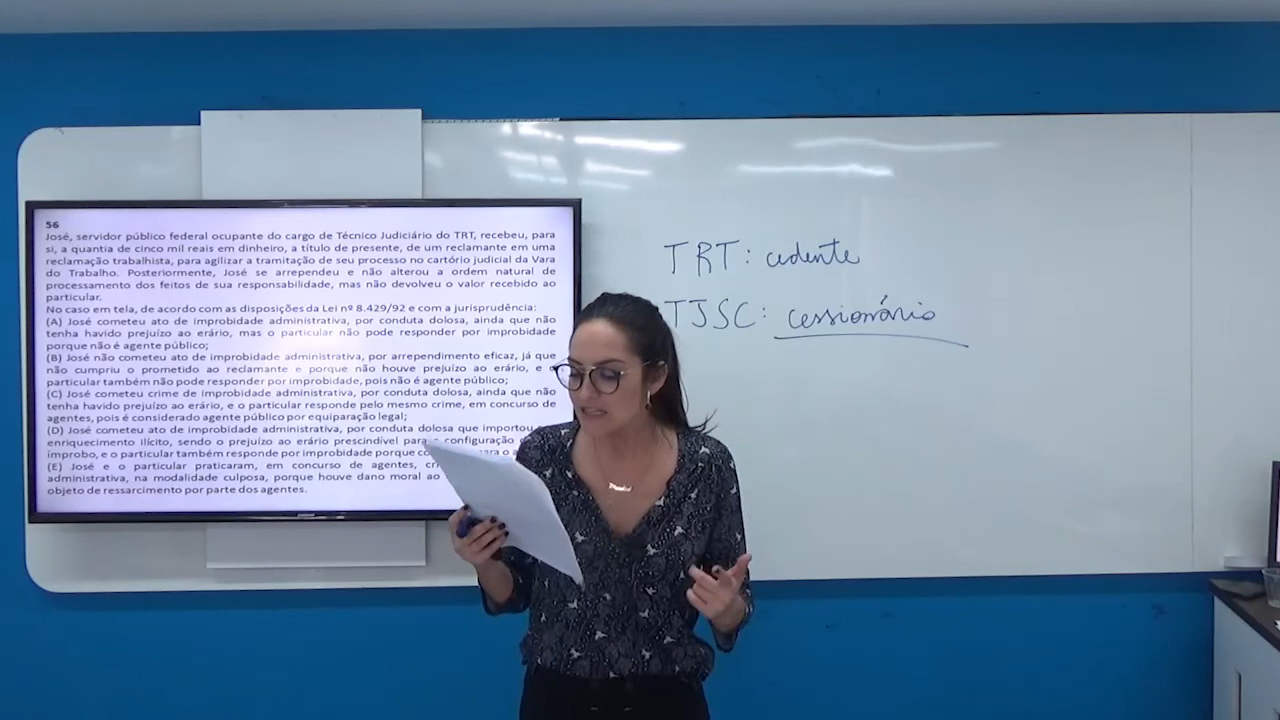 56
José, servidor público federal ocupante do cargo de Técnico Judiciário do TRT, recebeu, para
si, a quantia de cinco mil reais em dinheiro, a título de presente, de um reclamante em uma
reclamação trabalhista, para agilizar a tramitação de seu processo no cartório judicial da Vara
do Trabalho. Posteriormente, José se arrependeu e não alterou a ordem natural de
processamento dos feitos de sua responsabilidade, mas não devolveu o valor recebido ao
particular.
No caso em tela, de acordo com as disposições da Lei nº 8.429/92 e com a jurisprudência:
(A) José cometeu ato de improbidade administrativa, por conduta dolosa, ainda que não
tenha havido prejuízo ao erário, mas o particular não pode responder por improbidade
porque não é agente público;
(B) José não cometeu ato de improbidade administrativa, por arrependimento eficaz, já que
não cumpriu o prometido ao reclamante e porque não houve prejuízo ao erário, e o
particular também não pode responder por improbidade, pois não é agente público;
(C) José cometeu crime de improbidade administrativa, por conduta dolosa, ainda que não
tenha havido prejuízo ao erário, e o particular responde pelo mesmo crime, em concurso de
agentes, pois é considerado agente público por equiparação legal;
(D) José cometeu ato de improbidade administrativa, por conduta dolosa que importou
enriquecimento ilícito, sendo o prejuízo ao erário prescindível para configuração
ímprobo, e o particular também responde por improbidade porque
(E) José e o particular praticaram, em concurso de agentes,
administrativa, na modalidade culposa, porque houve dano moral ao
objeto de ressarcimento por parte dos agentes.
TRT: cedente
TJSC: cessionário